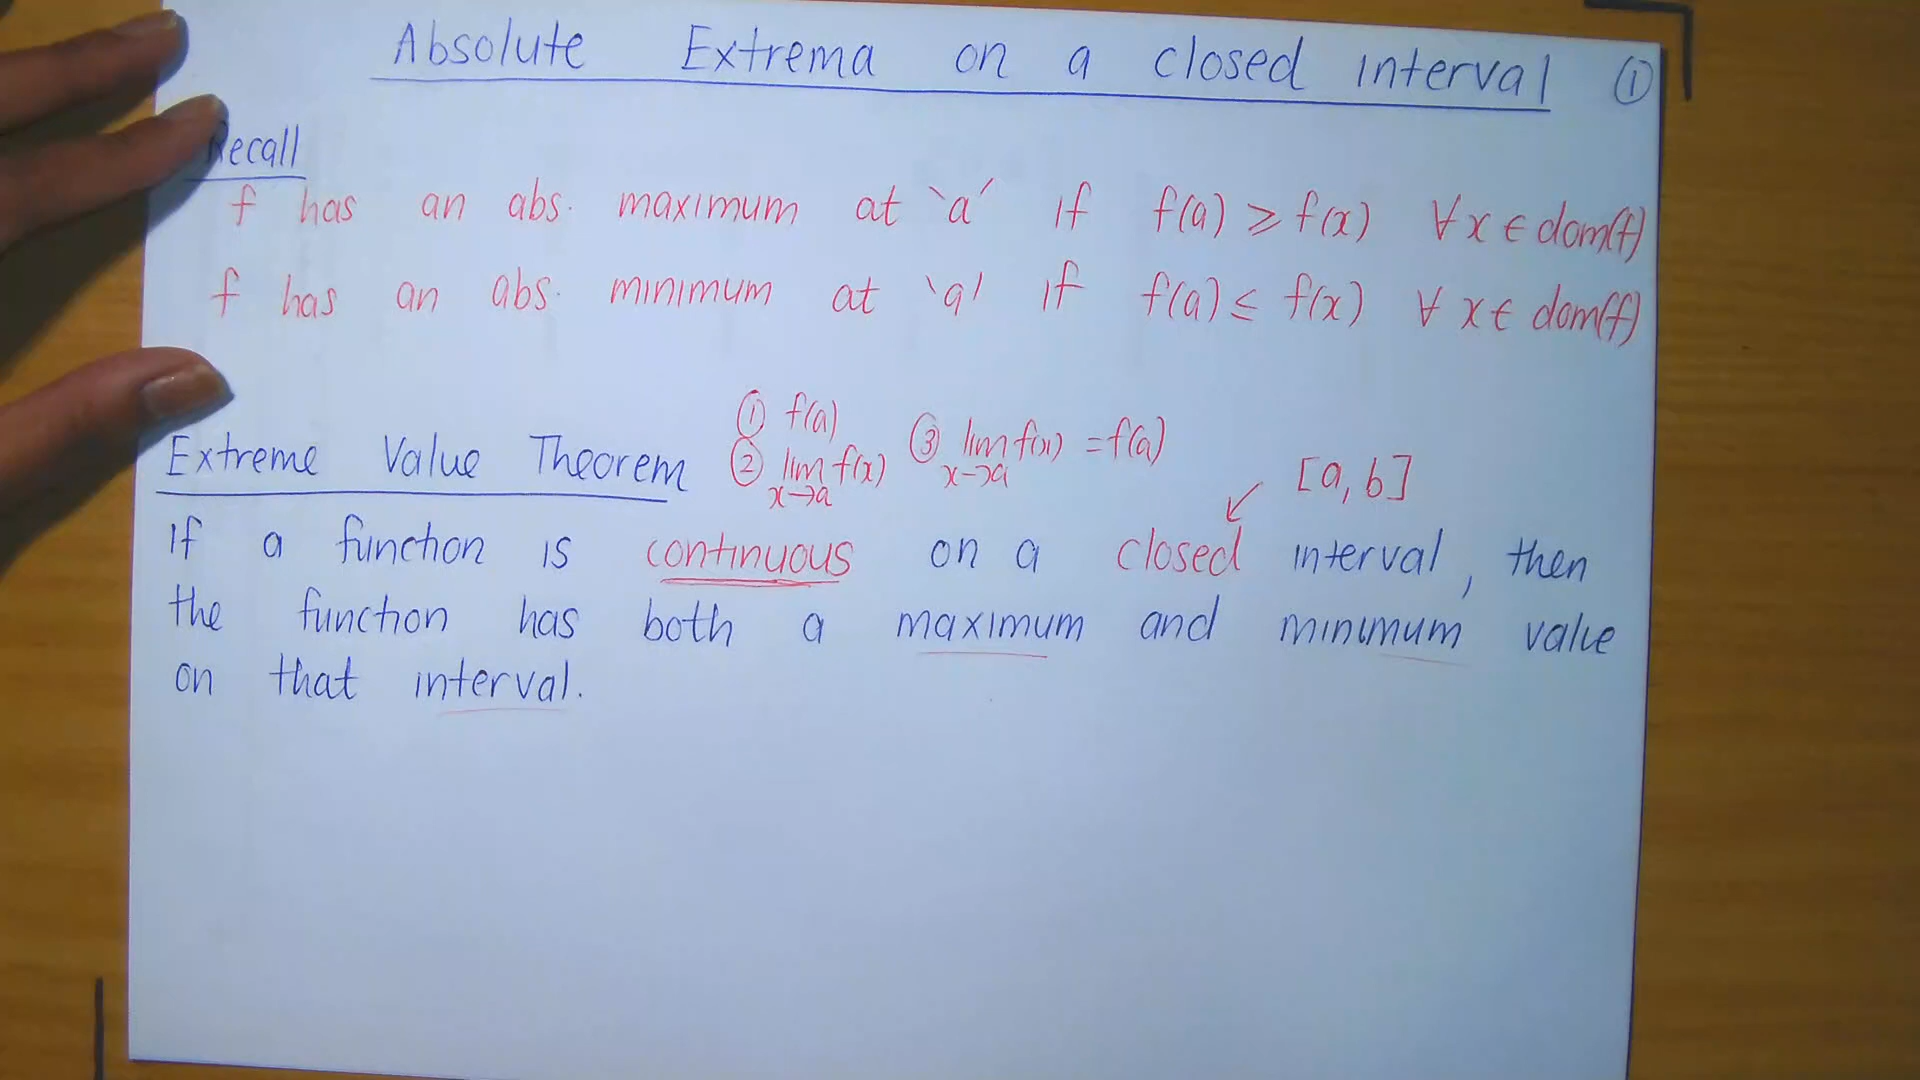 Absolute Extrema on a closed interval ①
Recall
f has an abs. maximum at `a´ if f(a) ⩾ f(x) ∀ x ∈ dom(f)
f has an abs. minimum at 'a' if f(a) ≤ f(x) ∀ x ∈ dom(f)
① f(a)
② lim f(x) x→a ③ lim f(x) = f(a) x→a
Extreme Value Theorem [a, b]
If a function is continuous on a closed interval, then
the function has both a maximum and minimum value
on that interval.